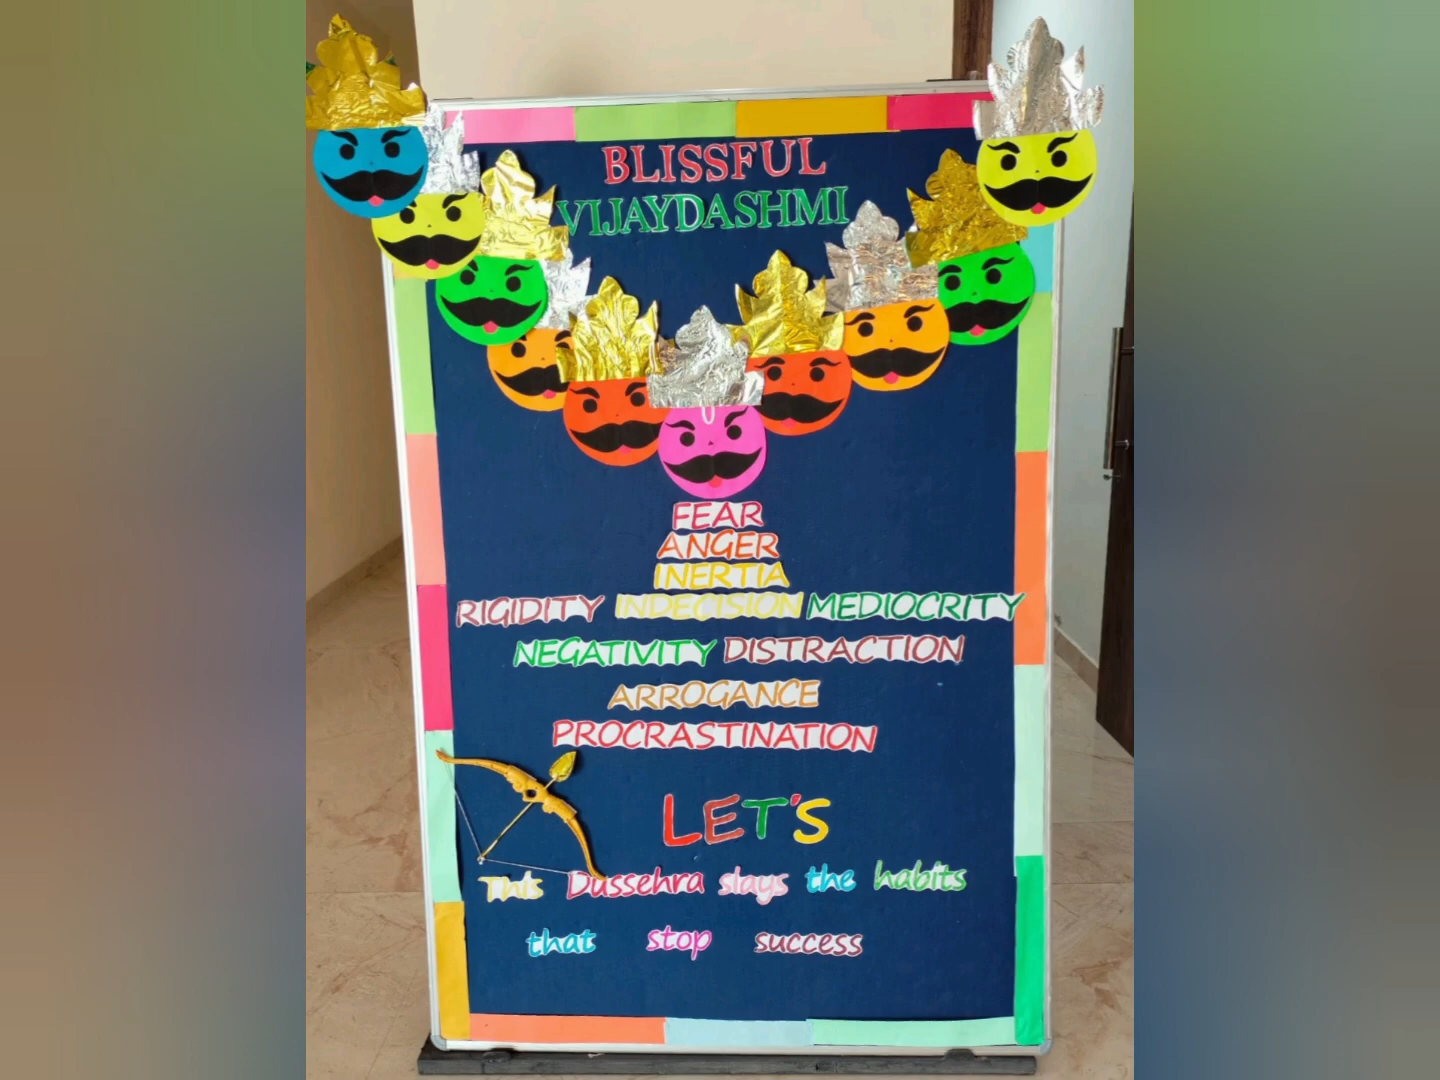 BLISSFUL
VIJAYDASHMI
FEAR
ANGER
INERTIA
RIGIDITY INDECISION MEDIOCRITY
NEGATIVITY DISTRACTION
ARROGANCE
PROCRASTINATION
LET'S
This Dussehra slays the habits
that stop success